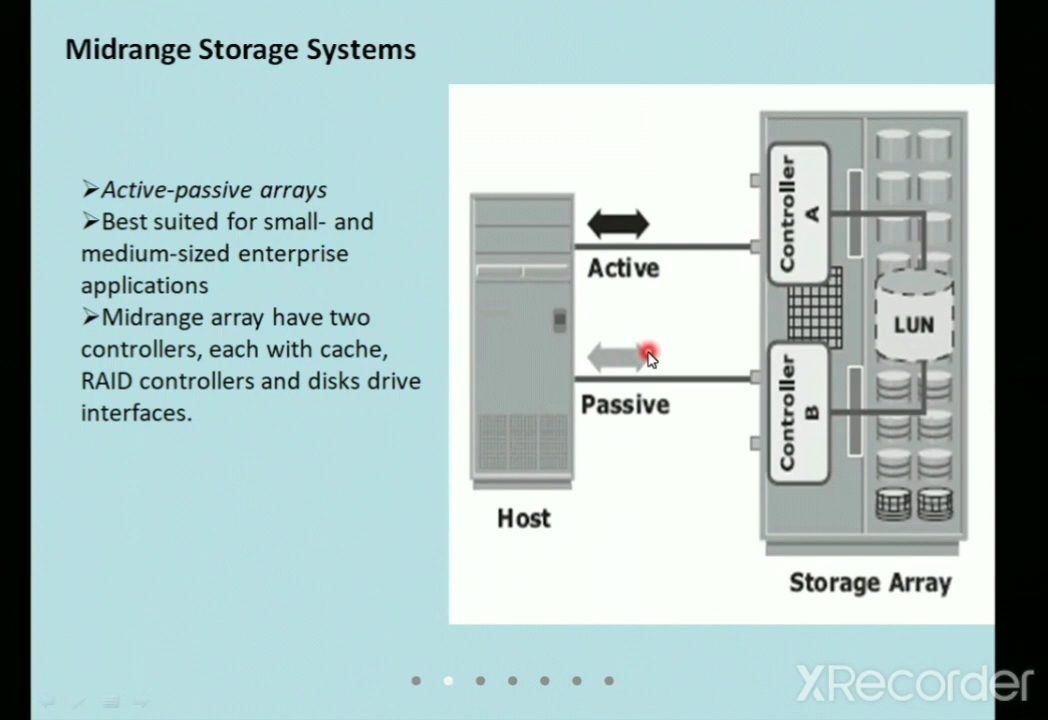 Midrange Storage Systems
➢Active-passive arrays
➢Best suited for small- and
medium-sized enterprise
applications
➢Midrange array have two
controllers, each with cache,
RAID controllers and disks drive
interfaces.
Active
Passive
Host
Controller
A
Controller
B
LUN
Storage Array
XRecorder